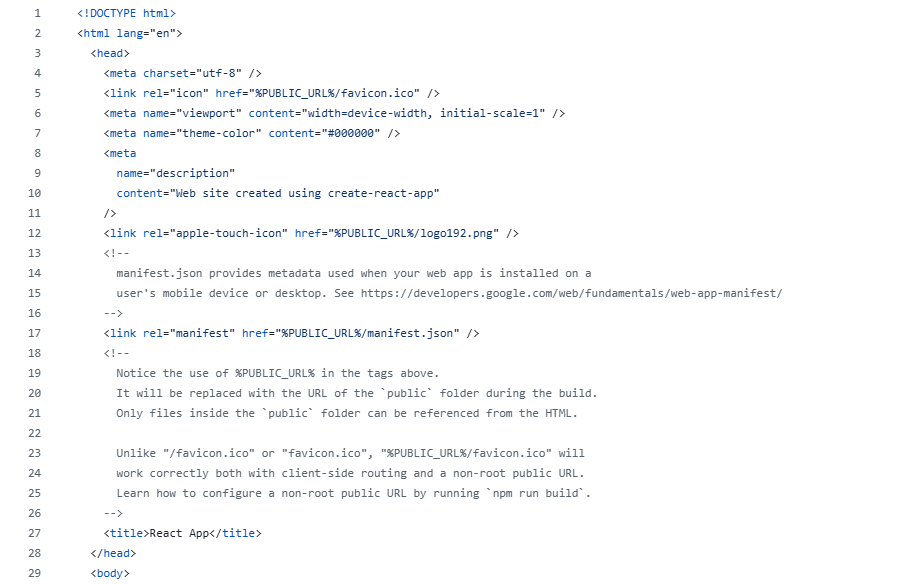 1 <!DOCTYPE html>
2 <html lang="en">
3 <head>
4 <meta charset="utf-8" />
5 <link rel="icon" href="%PUBLIC_URL%/favicon.ico" />
6 <meta name="viewport" content="width=device-width, initial-scale=1" />
7 <meta name="theme-color" content="#000000" />
8 <meta
9 name="description"
10 content="Web site created using create-react-app"
11 />
12 <link rel="apple-touch-icon" href="%PUBLIC_URL%/logo192.png" />
13 <!--
14 manifest.json provides metadata used when your web app is installed on a
15 user's mobile device or desktop. See https://developers.google.com/web/fundamentals/web-app-manifest/
16 -->
17 <link rel="manifest" href="%PUBLIC_URL%/manifest.json" />
18 <!--
19 Notice the use of %PUBLIC_URL% in the tags above.
20 It will be replaced with the URL of the `public` folder during the build.
21 Only files inside the `public` folder can be referenced from the HTML.
22
23 Unlike "/favicon.ico" or "favicon.ico", "%PUBLIC_URL%/favicon.ico" will
24 work correctly both with client-side routing and a non-root public URL.
25 Learn how to configure a non-root public URL by running `npm run build`.
26 -->
27 <title>React App</title>
28 </head>
29 <body>